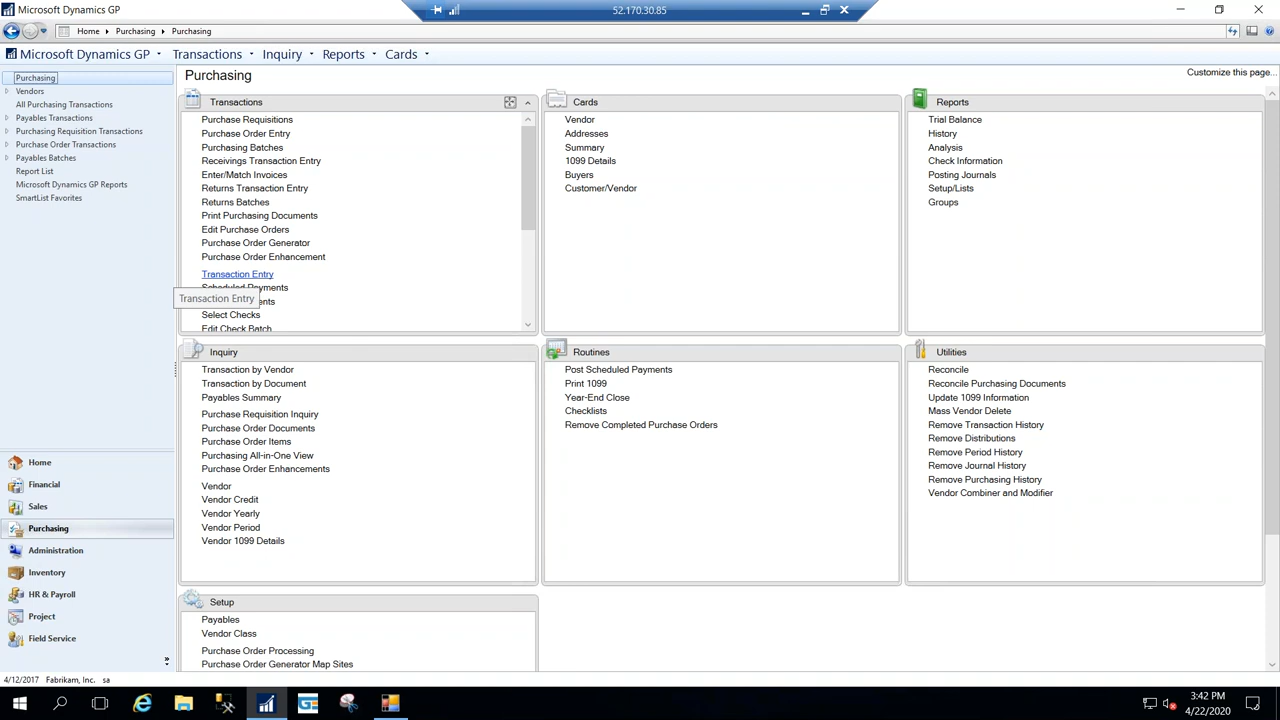 Microsoft Dynamics GP
52.170.30.85
Home Purchasing Purchasing
Microsoft Dynamics GP Transactions Inquiry Reports Cards
Purchasing
Vendors
All Purchasing Transactions
Payables Transactions
Purchasing Requisition Transactions
Purchase Order Transactions
Payables Batches
Report List
Microsoft Dynamics GP Reports
SmartList Favorites
Home
Financial
Sales
Purchasing
Administration
Inventory
HR & Payroll
Project
Field Service
Purchasing
Customize this page...
Transactions
Purchase Requisitions
Purchase Order Entry
Purchasing Batches
Receivings Transaction Entry
Enter/Match Invoices
Returns Transaction Entry
Returns Batches
Print Purchasing Documents
Edit Purchase Orders
Purchase Order Generator
Purchase Order Enhancement
Transaction Entry
Scheduled Payments
Transaction Entry
Select Checks
Edit Check Batch
Cards
Vendor
Addresses
Summary
1099 Details
Buyers
Customer/Vendor
Reports
Trial Balance
History
Analysis
Check Information
Posting Journals
Setup/Lists
Groups
Inquiry
Transaction by Vendor
Transaction by Document
Payables Summary
Purchase Requisition Inquiry
Purchase Order Documents
Purchase Order Items
Purchasing All-in-One View
Purchase Order Enhancements
Vendor
Vendor Credit
Vendor Yearly
Vendor Period
Vendor 1099 Details
Routines
Post Scheduled Payments
Print 1099
Year-End Close
Checklists
Remove Completed Purchase Orders
Utilities
Reconcile
Reconcile Purchasing Documents
Update 1099 Information
Mass Vendor Delete
Remove Transaction History
Remove Distributions
Remove Period History
Remove Journal History
Remove Purchasing History
Vendor Combiner and Modifier
Setup
Payables
Vendor Class
Purchase Order Processing
Purchase Order Generator Map Sites
4/12/2017 Fabrikam, Inc. sa
3:42 PM
4/22/2020